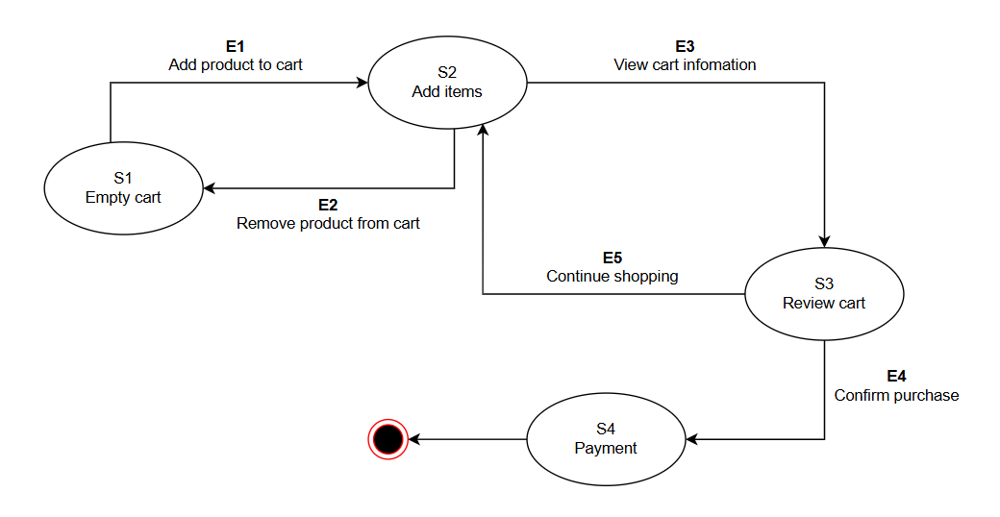 E1
Add product to cart
S2
Add items
E3
View cart infomation
S1
Empty cart
E2
Remove product from cart
E5
Continue shopping
S3
Review cart
E4
Confirm purchase
S4
Payment